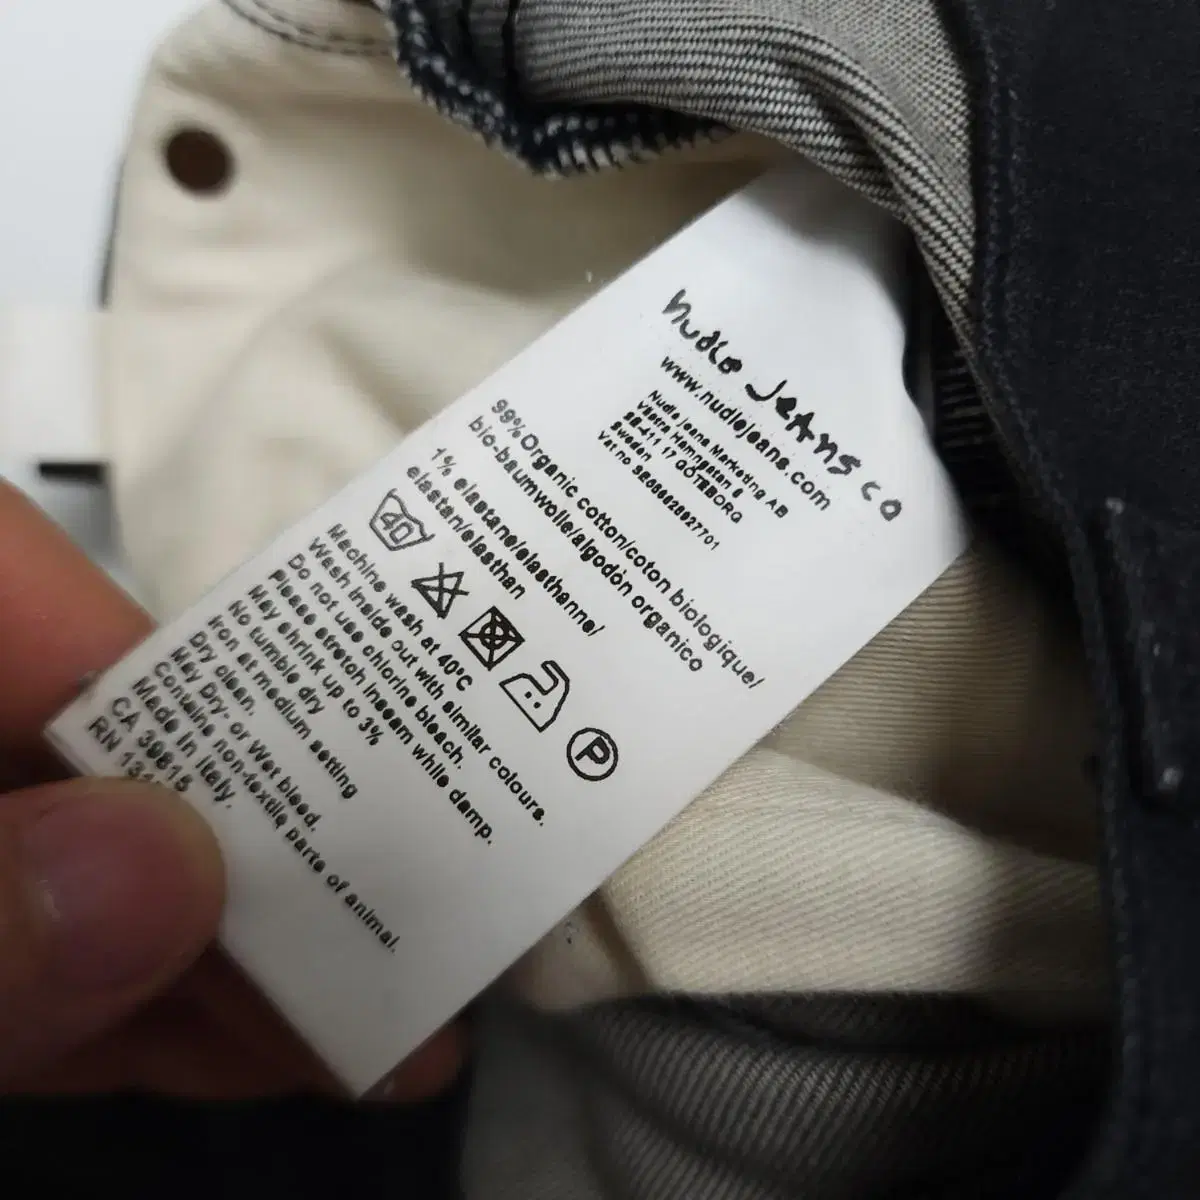 Nudie Jeans co
www.nudiejeans.com
Nudie Jeans Marketing AB
Västra Hamngatan 6
SE-411 17 GÖTEBORG
Sweden
Vat no
99% Organic cotton/coton biologique/
bio-baumwolle/algodòn organico
1% elastane/elasthanne/
elastan/elasthan
40
P
Machine wash at 40°C
Wash inside out with similar colours.
Do not use chlorine bleach.
Please stretch inseam while damp.
May shrink up to 3%
No tumble dry
Iron at medium setting
Dry clean.
May Dry- or Wet bleed.
Contains non-textile parts of animal.
Made in Italy.
CA 39815
RN